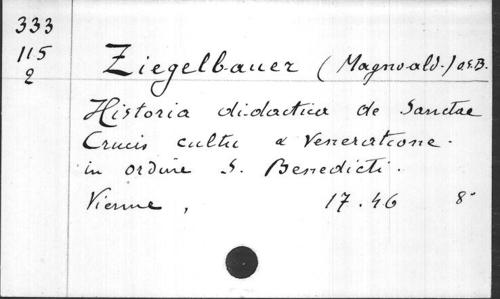 333
115
2
Ziegelbauer (Magnoald.) O.S.B.
Historia didactica de Sanctae
Crucis cultu & Veneratione.
in ordine S. Benedicti.
Vienne, 17.46 8°